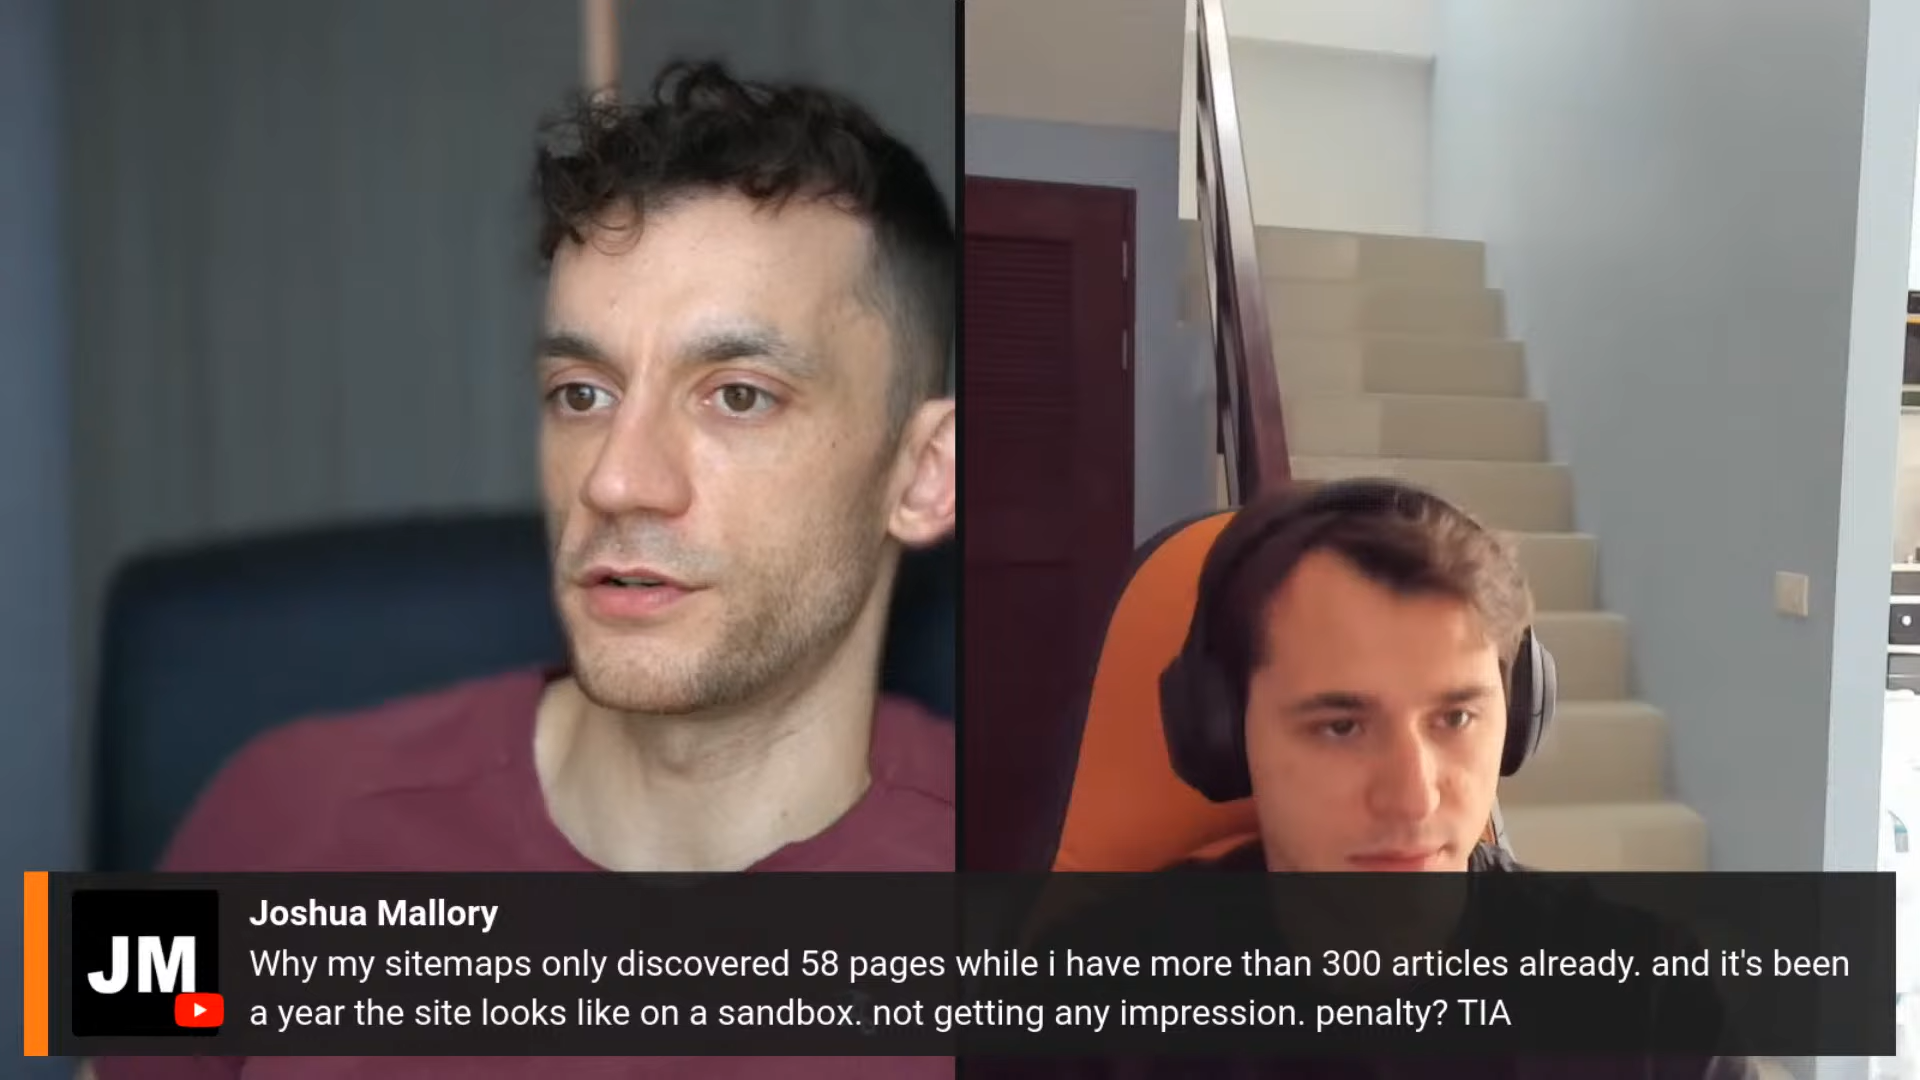 Joshua Mallory
JM
Why my sitemaps only discovered 58 pages while i have more than 300 articles already. and it's been
a year the site looks like on a sandbox. not getting any impression. penalty? TIA